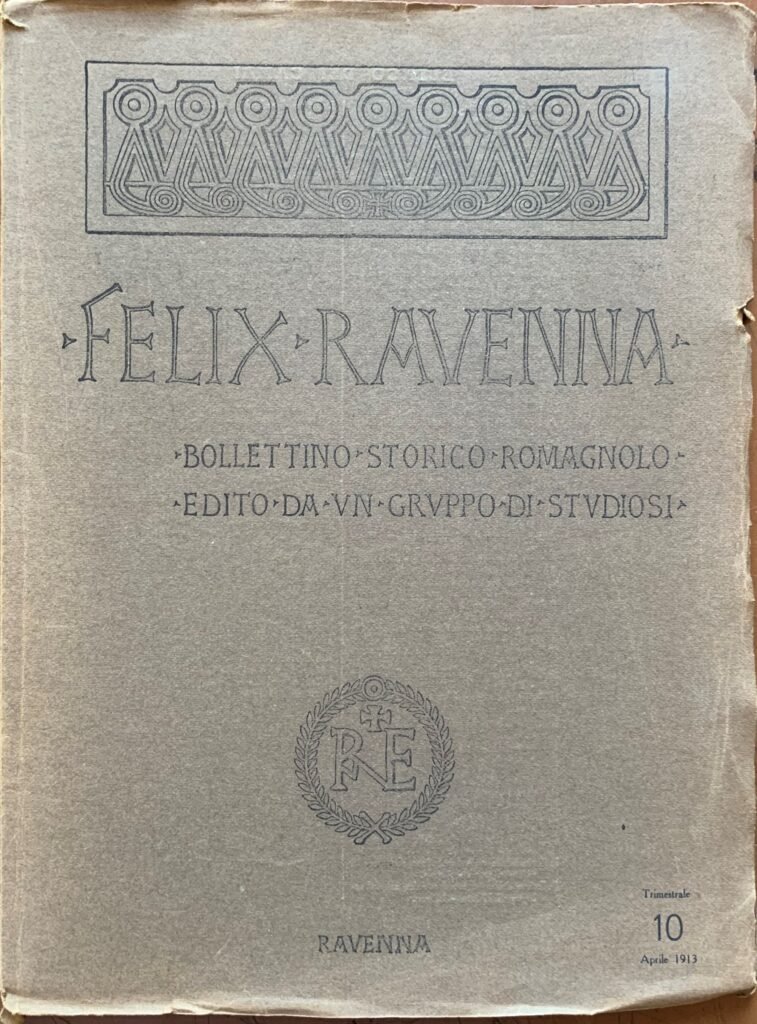 ·FELIX·RAVENNA·
·BOLLETTINO·STORICO·ROMAGNOLO·
·EDITO·DA·VN·GRVPPO·DI·STVDIOSI·
RAVENNA
Trimestrale
10
Aprile 1913